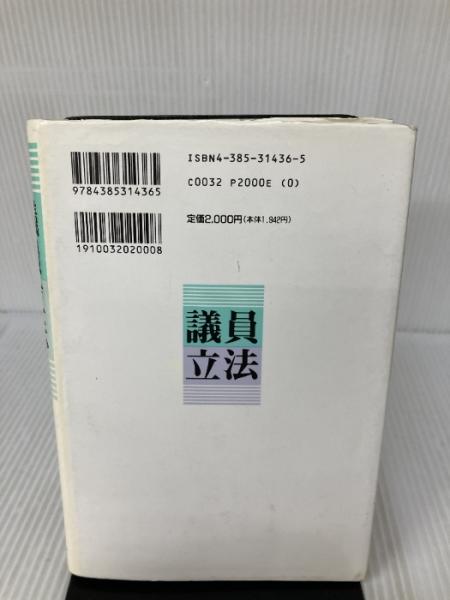 ISBN4-385-31436-5
C0032 P2000E (0)
9784385314365
定価2,000円(本体1,942円)
1910032020008
議員
立法